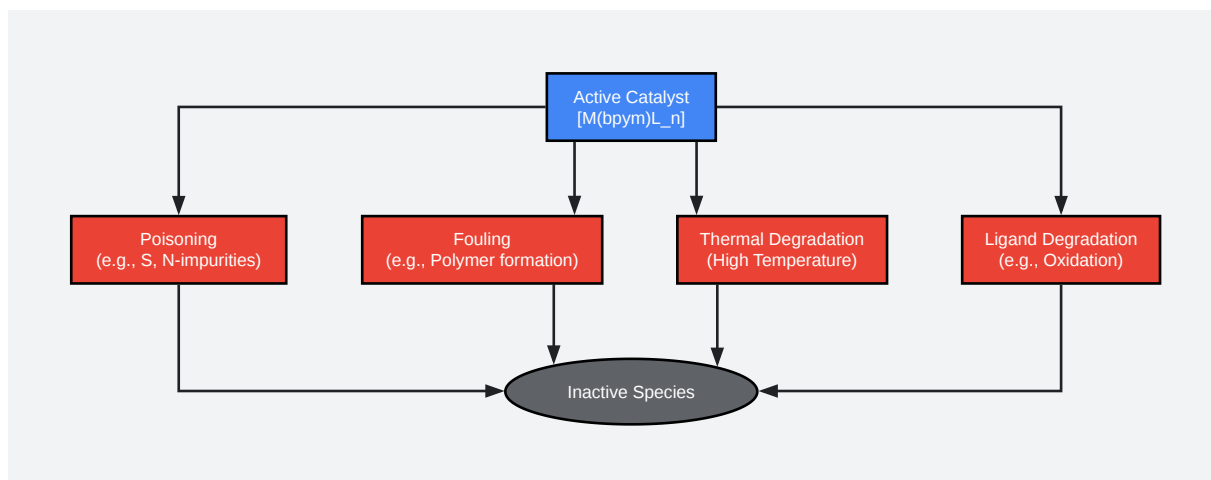 Active Catalyst
[M(bpym)L_n]
Poisoning
(e.g., S, N-impurities)
Fouling
(e.g., Polymer formation)
Thermal Degradation
(High Temperature)
Ligand Degradation
(e.g., Oxidation)
Inactive Species